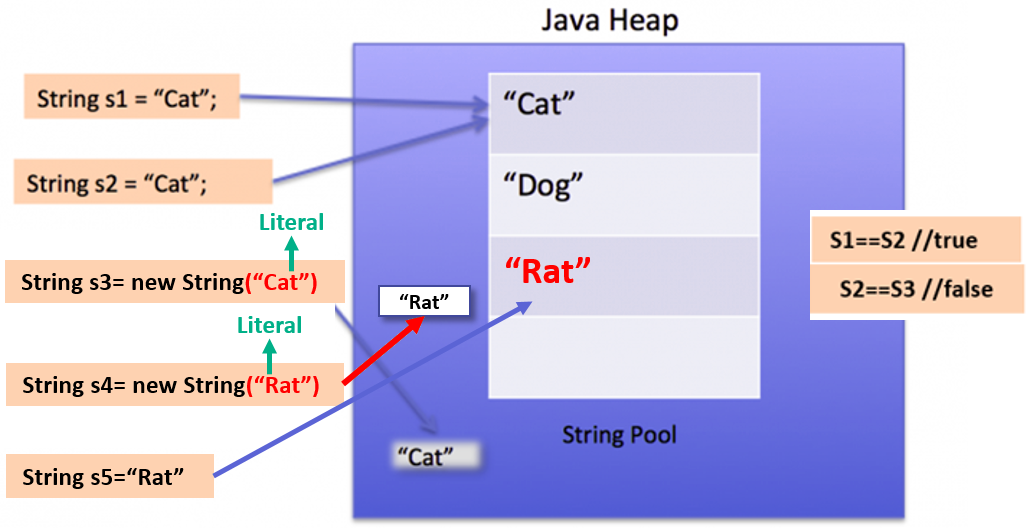 Java Heap
String s1 = “Cat”;
“Cat”
String s2 = “Cat”;
“Dog”
Literal
S1==S2 //true
String s3= new String(“Cat”)
“Rat”
S2==S3 //false
“Rat”
Literal
String s4= new String(“Rat”)
String Pool
“Cat”
String s5=“Rat”